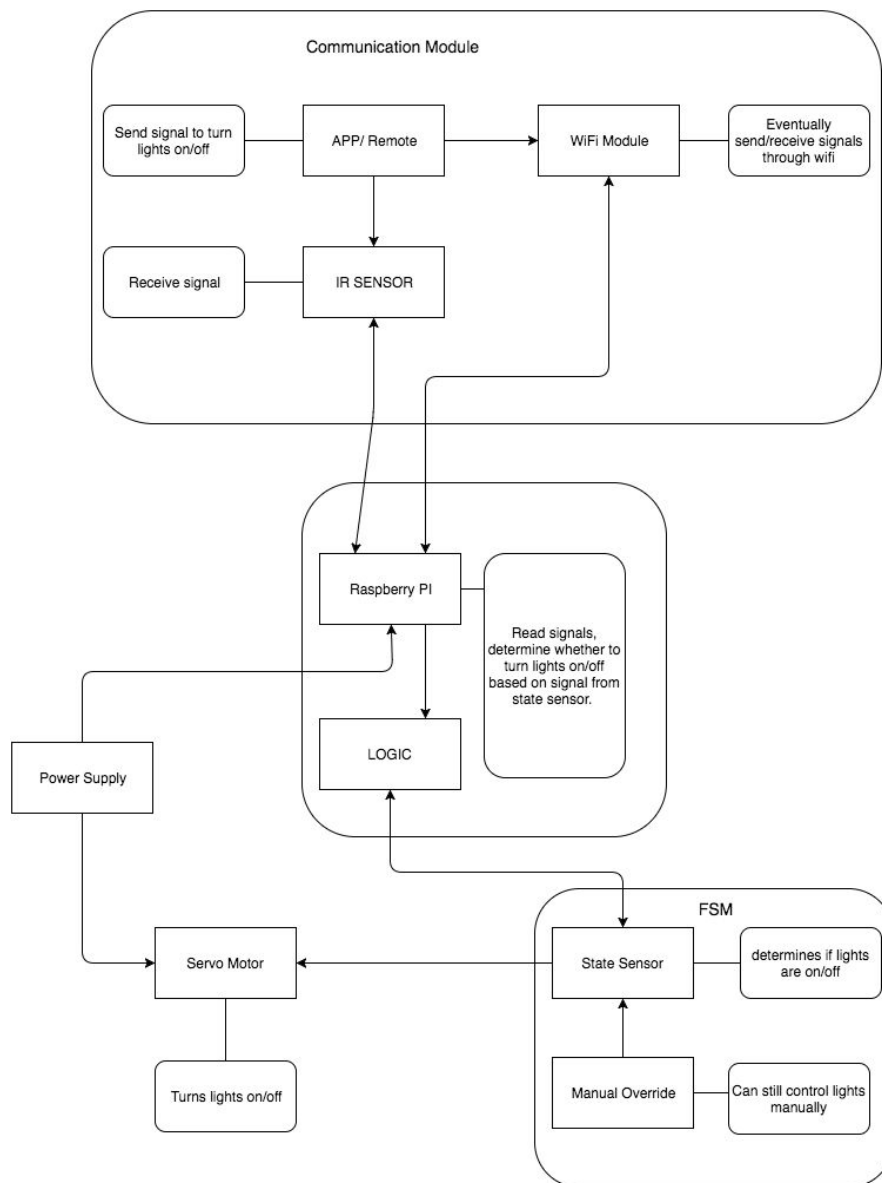 Communication Module
Send signal to turn
lights on/off
APP/ Remote
WiFi Module
Eventually
send/receive signals
through wifi
Receive signal
IR SENSOR
Raspberry PI
Read signals,
determine whether to
turn lights on/off
based on signal from
state sensor.
LOGIC
Power Supply
FSM
Servo Motor
State Sensor
determines if lights
are on/off
Turns lights on/off
Manual Override
Can still control lights
manually